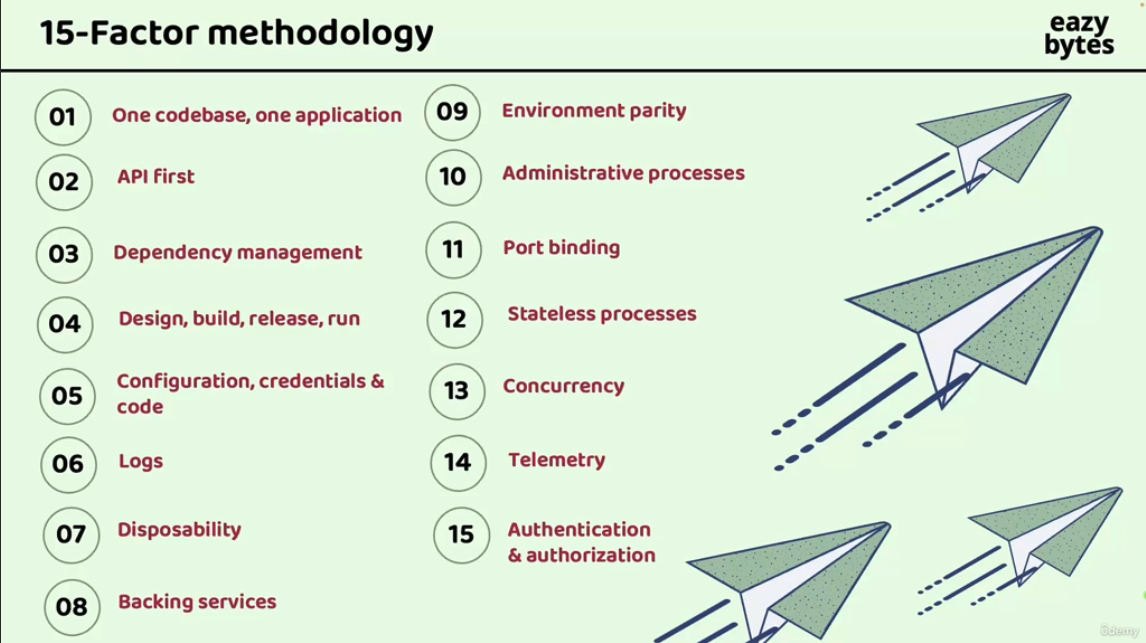 15-Factor methodology
eazy
bytes
01 One codebase, one application
02 API first
03 Dependency management
04 Design, build, release, run
05 Configuration, credentials &
code
06 Logs
07 Disposability
08 Backing services
09 Environment parity
10 Administrative processes
11 Port binding
12 Stateless processes
13 Concurrency
14 Telemetry
15 Authentication
& authorization
ûdemy